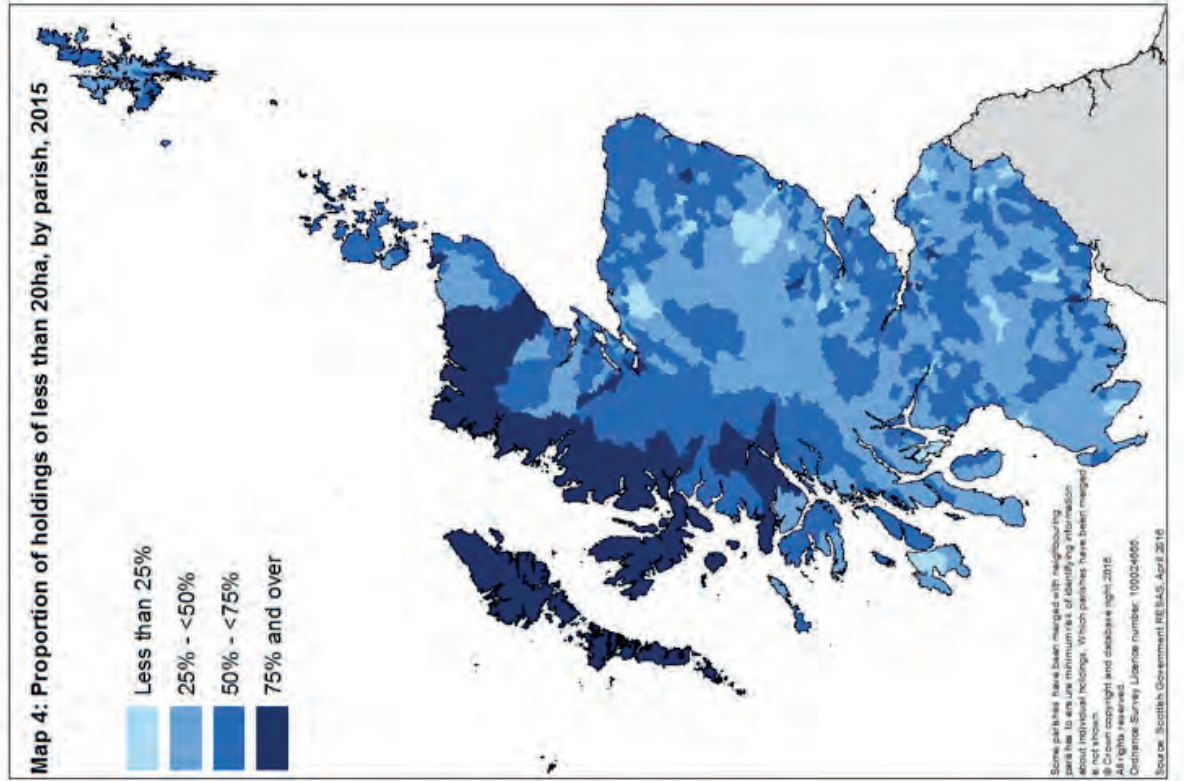 Map 4: Proportion of holdings of less than 20ha, by parish, 2015
Less than 25%
25% - <50%
50% - <75%
75% and over
Some parishes have been merged with neighbouring
parishes to ensure minimum risk of identifying information
about individual holdings. Which parishes have been merged
is not shown.
© Crown copyright and database right 2016.
All rights reserved.
Ordnance Survey Licence number: 100024655.
Source: Scottish Government RESAS, April 2016